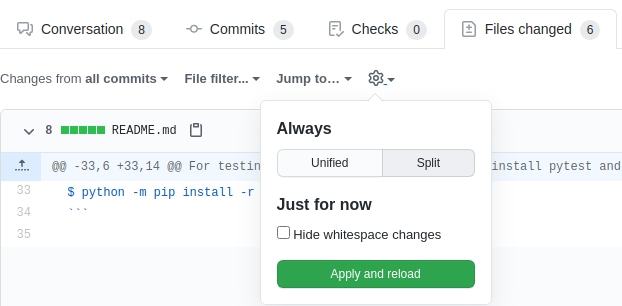 Conversation 8 Commits 5 Checks 0 Files changed 6
Changes from all commits File filter... Jump to...
8 README.md
@@ -33,6 +33,14 @@ For testin install pytest and
33 $ python -m pip install -r
34 ```
35
Always
Unified Split
Just for now
Hide whitespace changes
Apply and reload